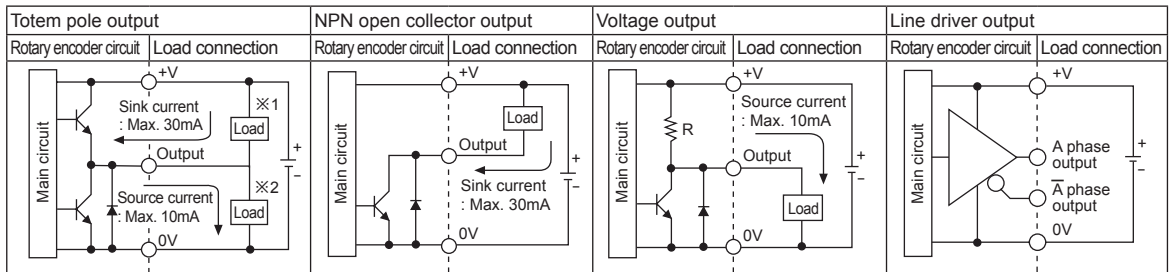 Totem pole output
Rotary encoder circuit
Load connection
Main circuit
+V
Sink current
: Max. 30mA
※1
Load
Output
+
−
Source current
: Max. 10mA
※2
Load
0V
NPN open collector output
Rotary encoder circuit
Load connection
Main circuit
+V
Load
Output
+
−
Sink current
: Max. 30mA
0V
Voltage output
Rotary encoder circuit
Load connection
Main circuit
+V
Source current
: Max. 10mA
R
Output
+
−
Load
0V
Line driver output
Rotary encoder circuit
Load connection
Main circuit
+V
A phase
output
+
−
A̅ phase
output
0V